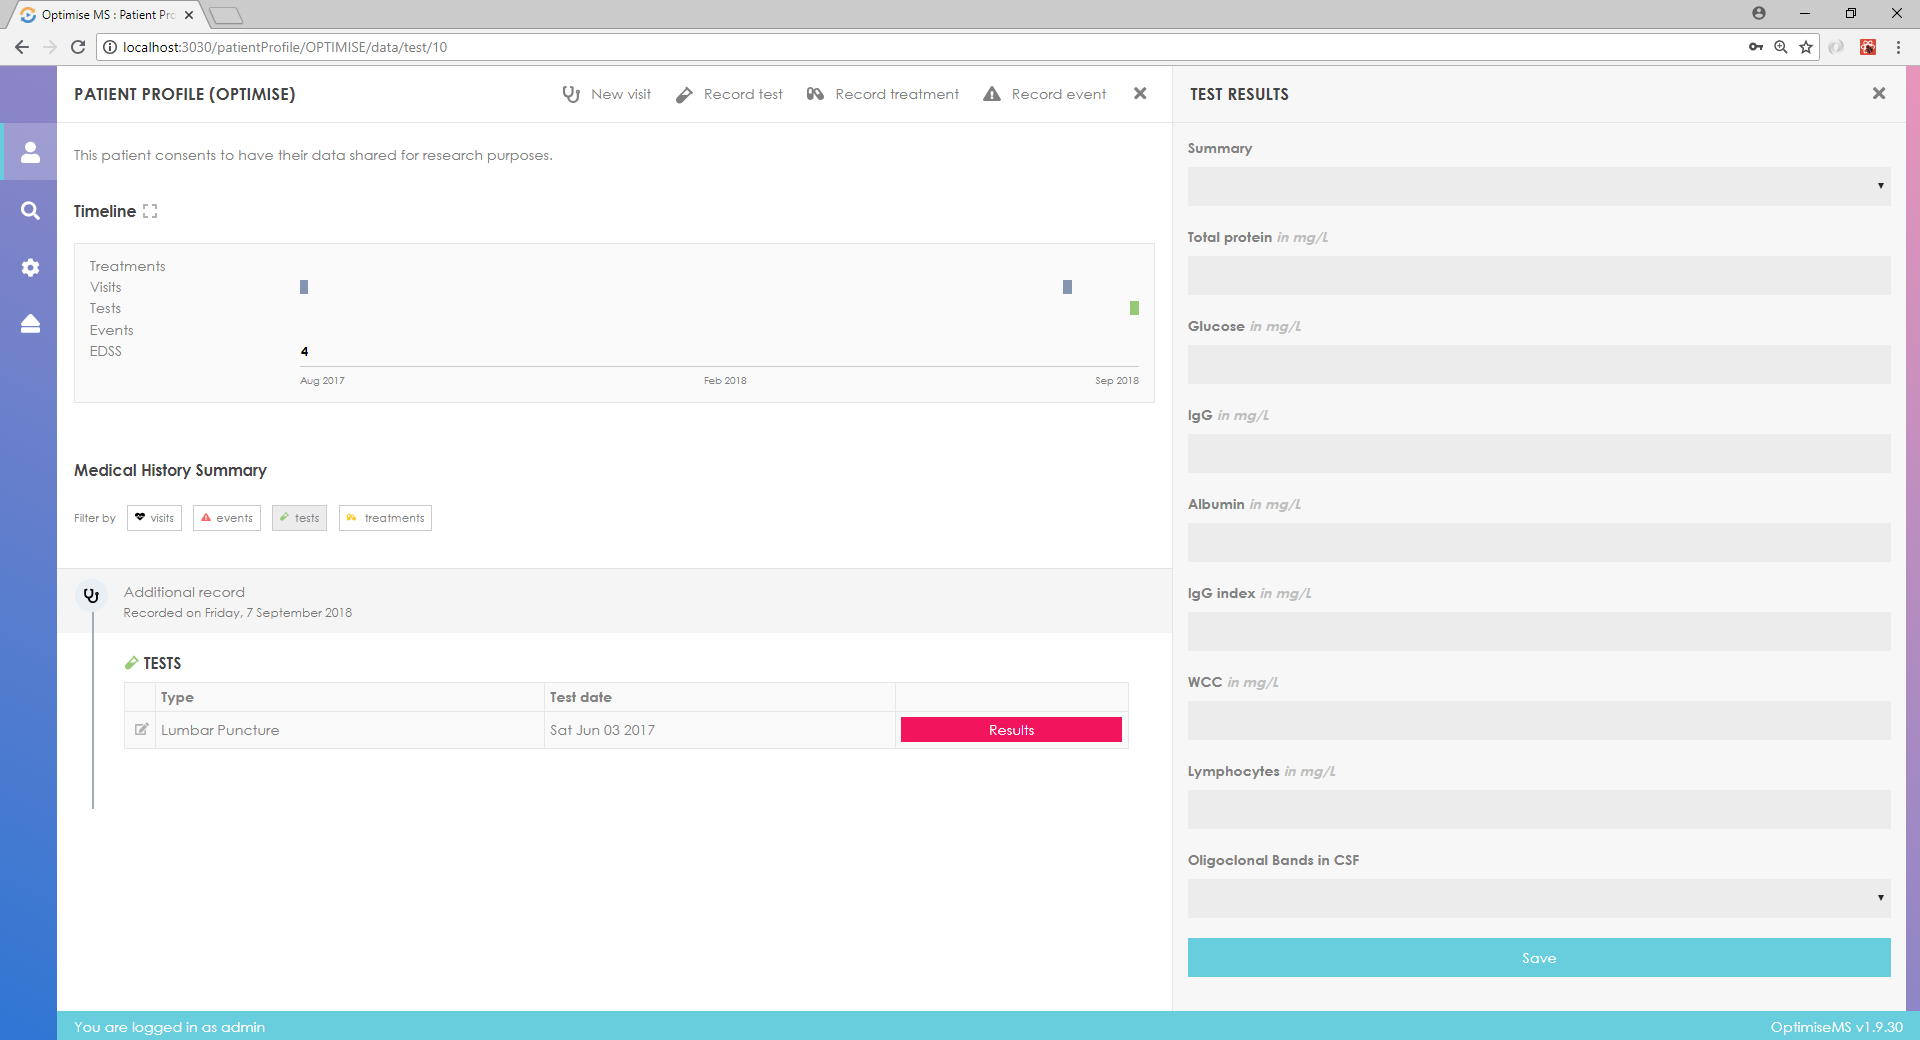 Optimise MS : Patient Pro
localhost:3030/patientProfile/OPTIMISE/data/test/10
PATIENT PROFILE (OPTIMISE)
New visit
Record test
Record treatment
Record event
This patient consents to have their data shared for research purposes.
Timeline
Treatments
Visits
Tests
Events
EDSS
4
Aug 2017
Feb 2018
Sep 2018
Medical History Summary
Filter by
visits
events
tests
treatments
Additional record
Recorded on Friday, 7 September 2018
TESTS
Type
Test date
Lumbar Puncture
Sat Jun 03 2017
Results
TEST RESULTS
Summary
Total protein in mg/L
Glucose in mg/L
IgG in mg/L
Albumin in mg/L
IgG index in mg/L
WCC in mg/L
Lymphocytes in mg/L
Oligoclonal Bands in CSF
Save
You are logged in as admin
OptimiseMS v1.9.30